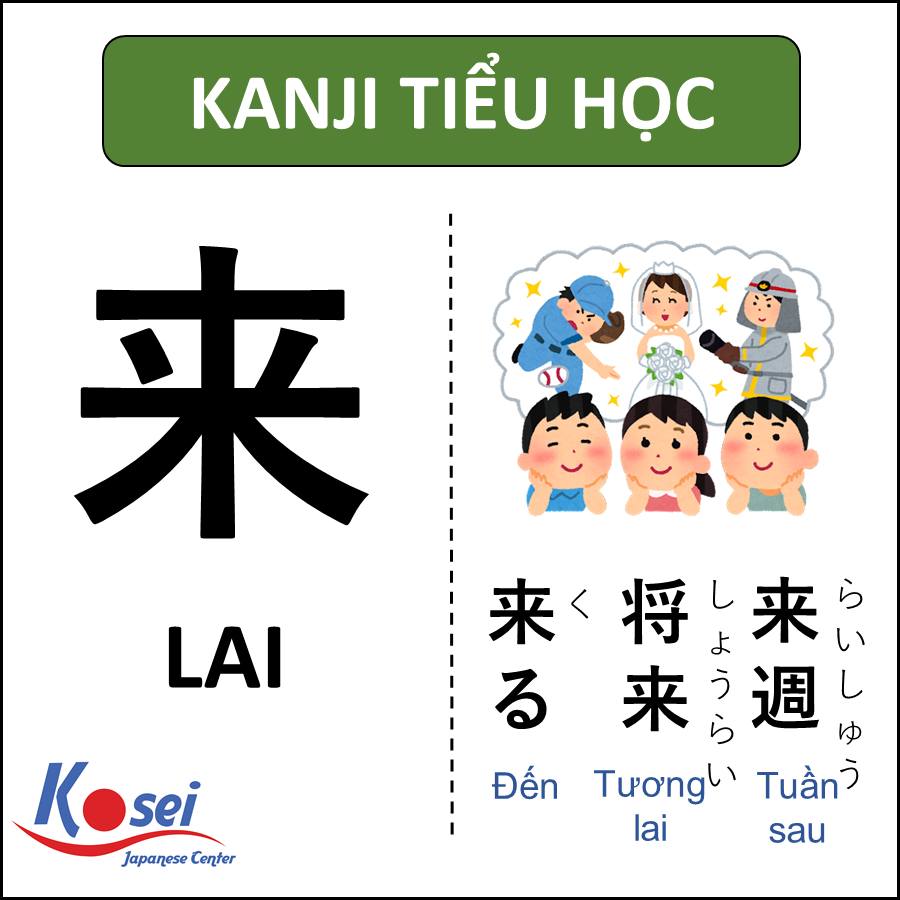 KANJI TIỂU HỌC
来
LAI
来る
く
Đến
将来
しょうらい
Tương
lai
来週
らいしゅう
Tuần
sau
Kosei
Japanese Center